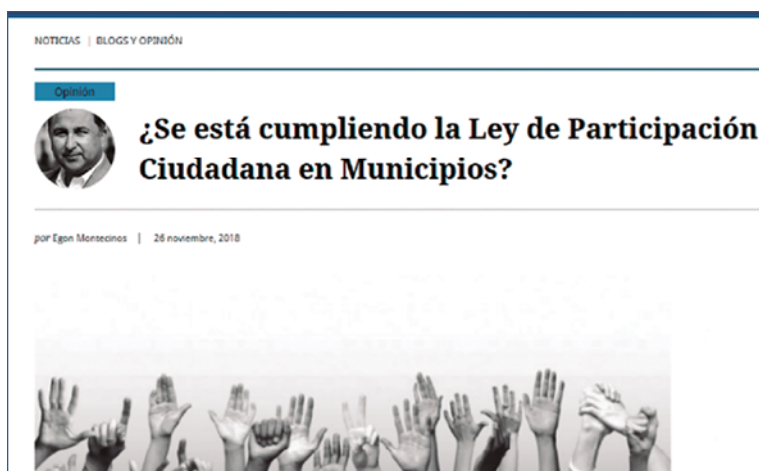 NOTICIAS | BLOGS Y OPINIÓN
Opinión
¿Se está cumpliendo la Ley de Participación
Ciudadana en Municipios?
por Egon Montecinos | 26 noviembre, 2018